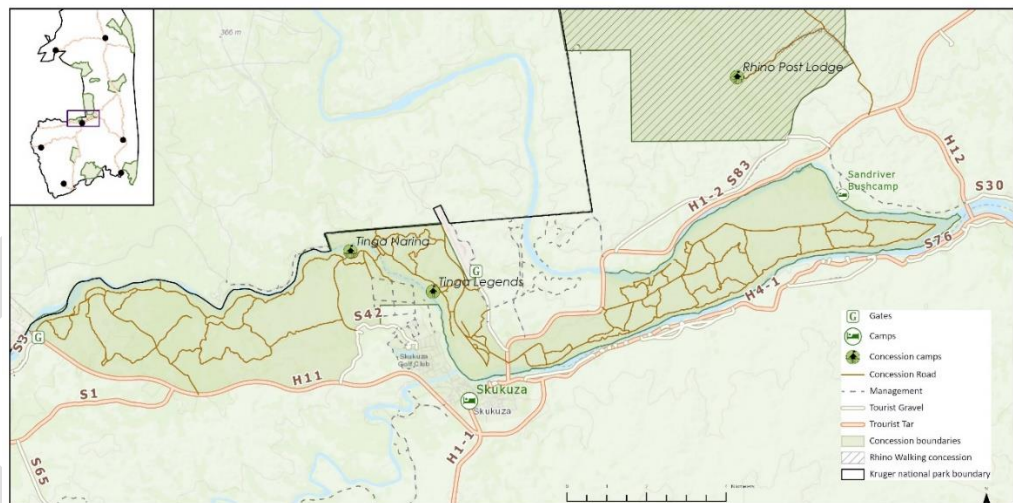 366 m
Rhino Post Lodge
H12
S83
H1-2
Sandriver
Bushcamp
S30
Tinga Narina
G
S76
Tinga Legends
S42
H4-1
S3
G
Skukuza
Golf Club
H11
S1
Skukuza
Skukuza
H1-1
S65
G Gates
Camps
Concession camps
Concession Road
Management
Tourist Gravel
Trourist Tar
Concession boundaries
Rhino Walking concession
Kruger national park boundary